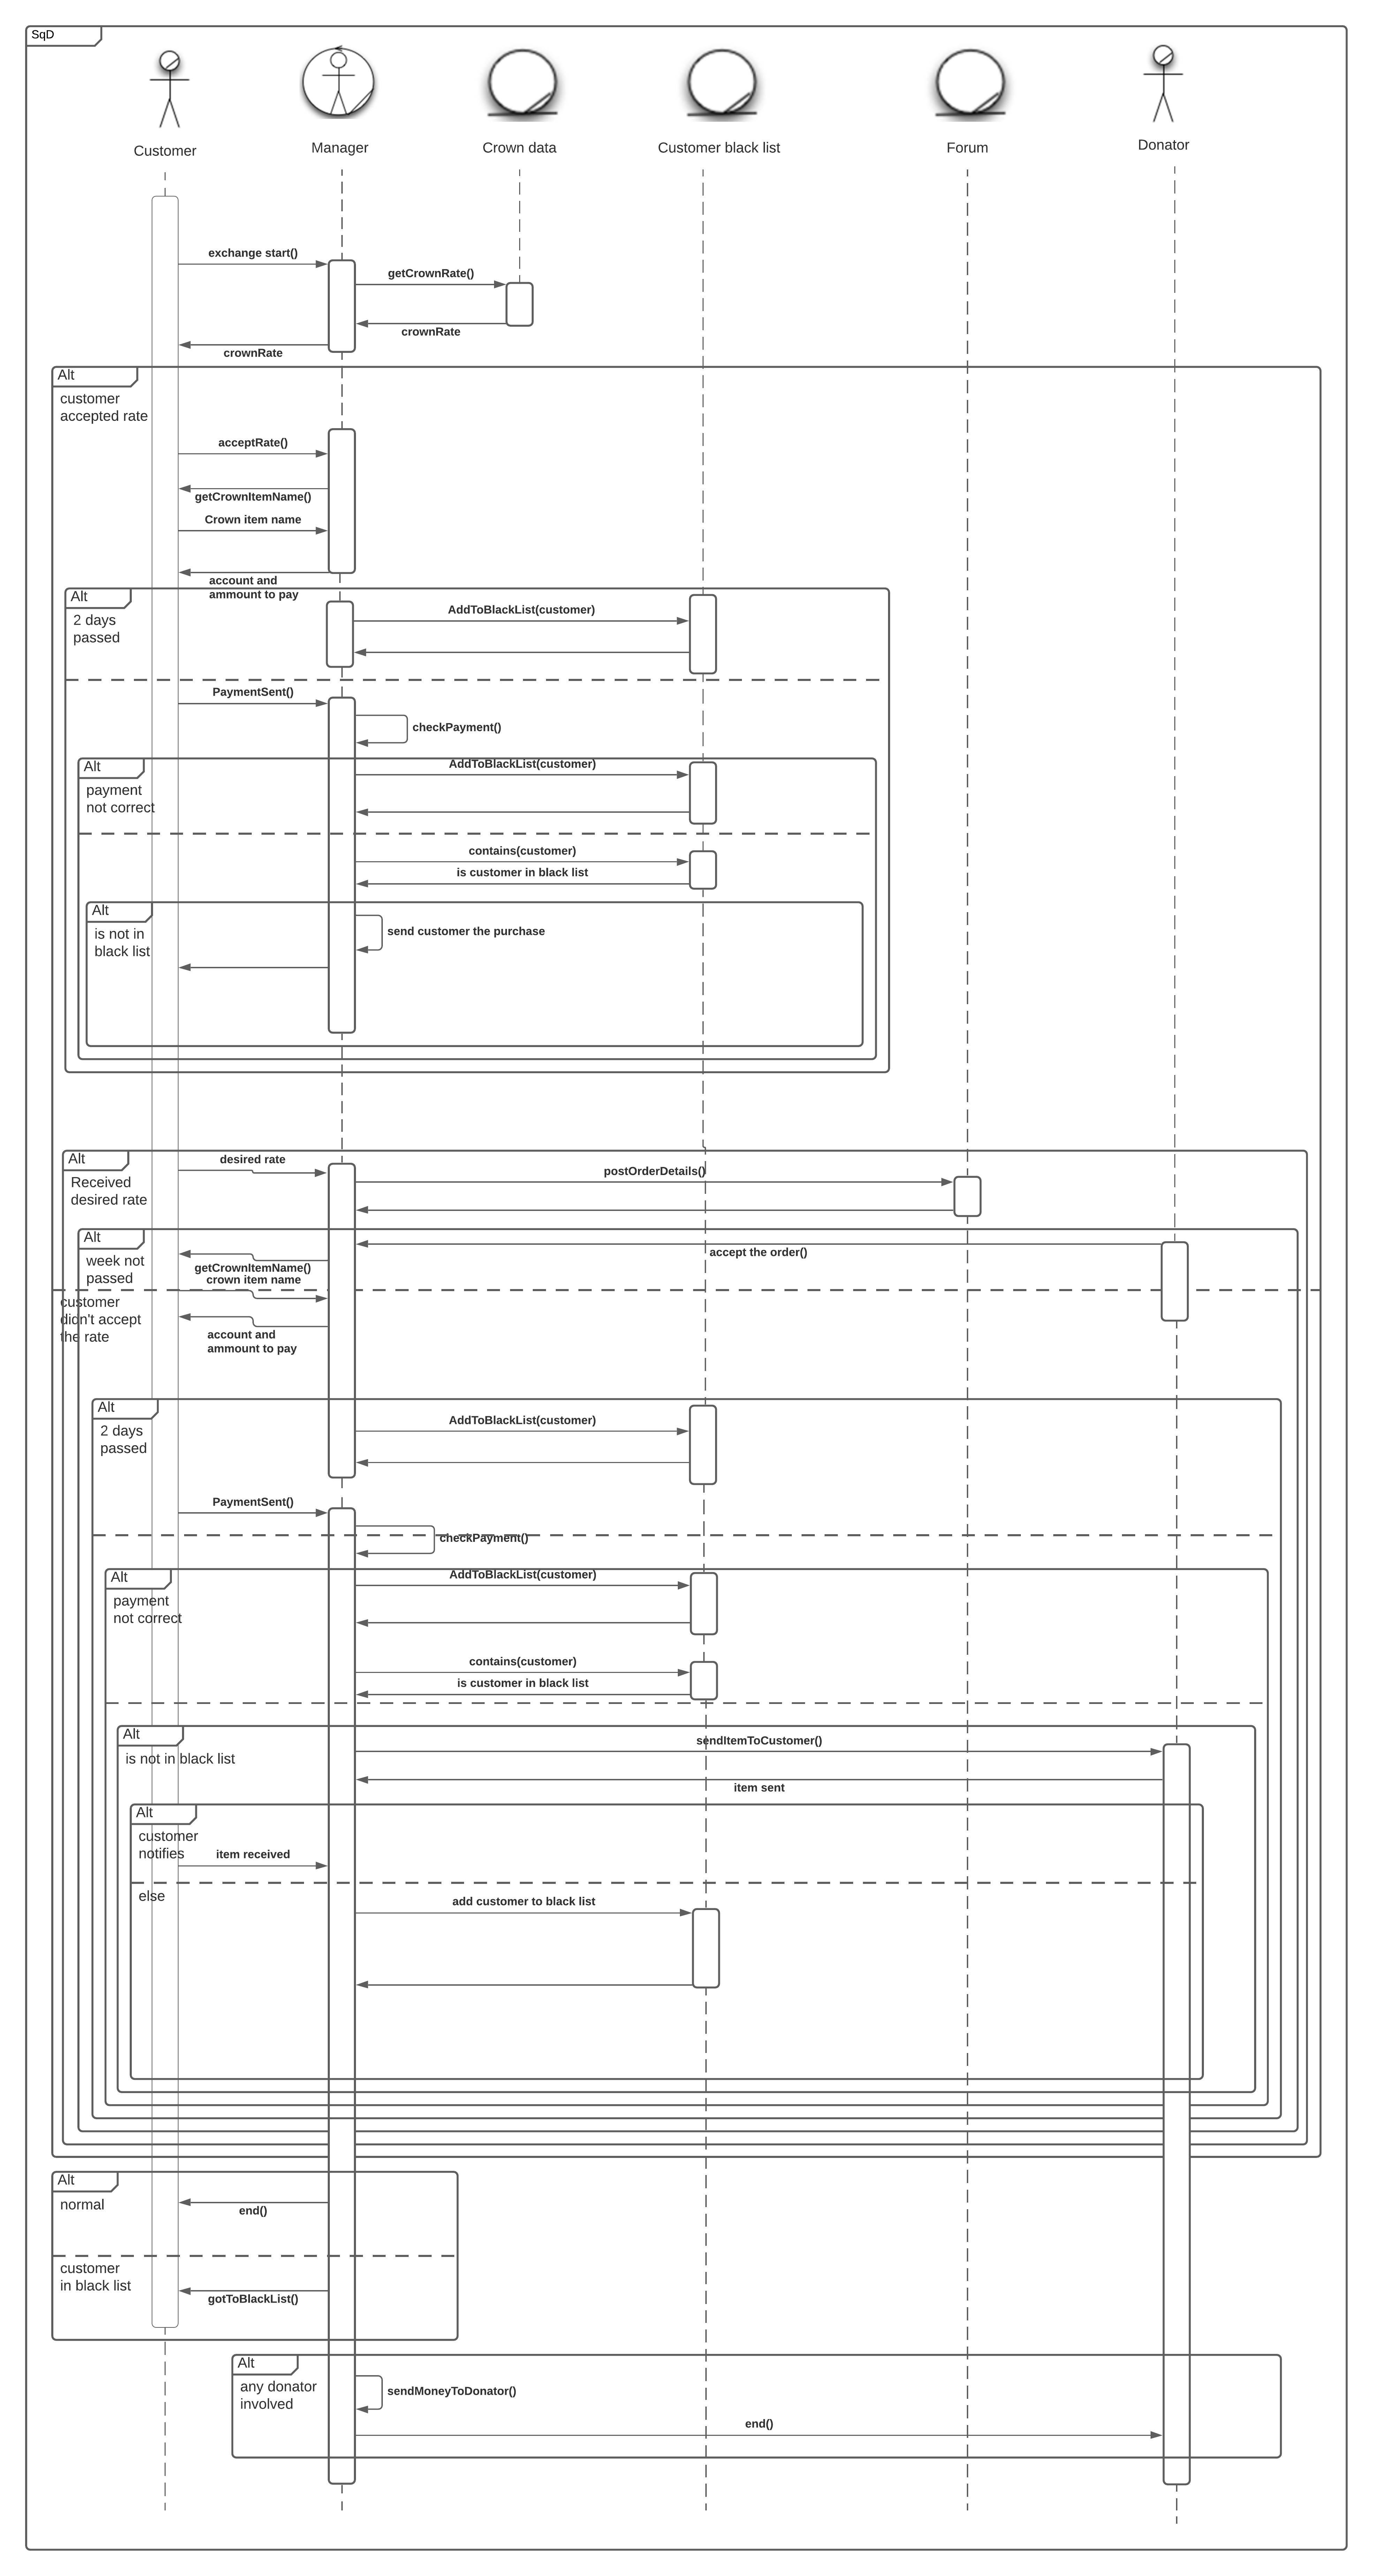 SqD
Customer
Manager
Crown data
Customer black list
Forum
Donator
exchange start()
getCrownRate()
crownRate
crownRate
Alt
customer
accepted rate
acceptRate()
getCrownItemName()
Crown item name
account and
ammount to pay
Alt
2 days
passed
AddToBlackList(customer)
PaymentSent()
checkPayment()
Alt
payment
not correct
AddToBlackList(customer)
contains(customer)
is customer in black list
Alt
is not in
black list
send customer the purchase
Alt
Received
desired rate
desired rate
postOrderDetails()
Alt
week not
passed
accept the order()
getCrownItemName()
crown item name
customer
didn't accept
the rate
account and
ammount to pay
Alt
2 days
passed
AddToBlackList(customer)
PaymentSent()
checkPayment()
Alt
payment
not correct
AddToBlackList(customer)
contains(customer)
is customer in black list
Alt
is not in black list
sendItemToCustomer()
item sent
Alt
customer
notifies
item received
else
add customer to black list
Alt
normal
end()
customer
in black list
gotToBlackList()
Alt
any donator
involved
sendMoneyToDonator()
end()